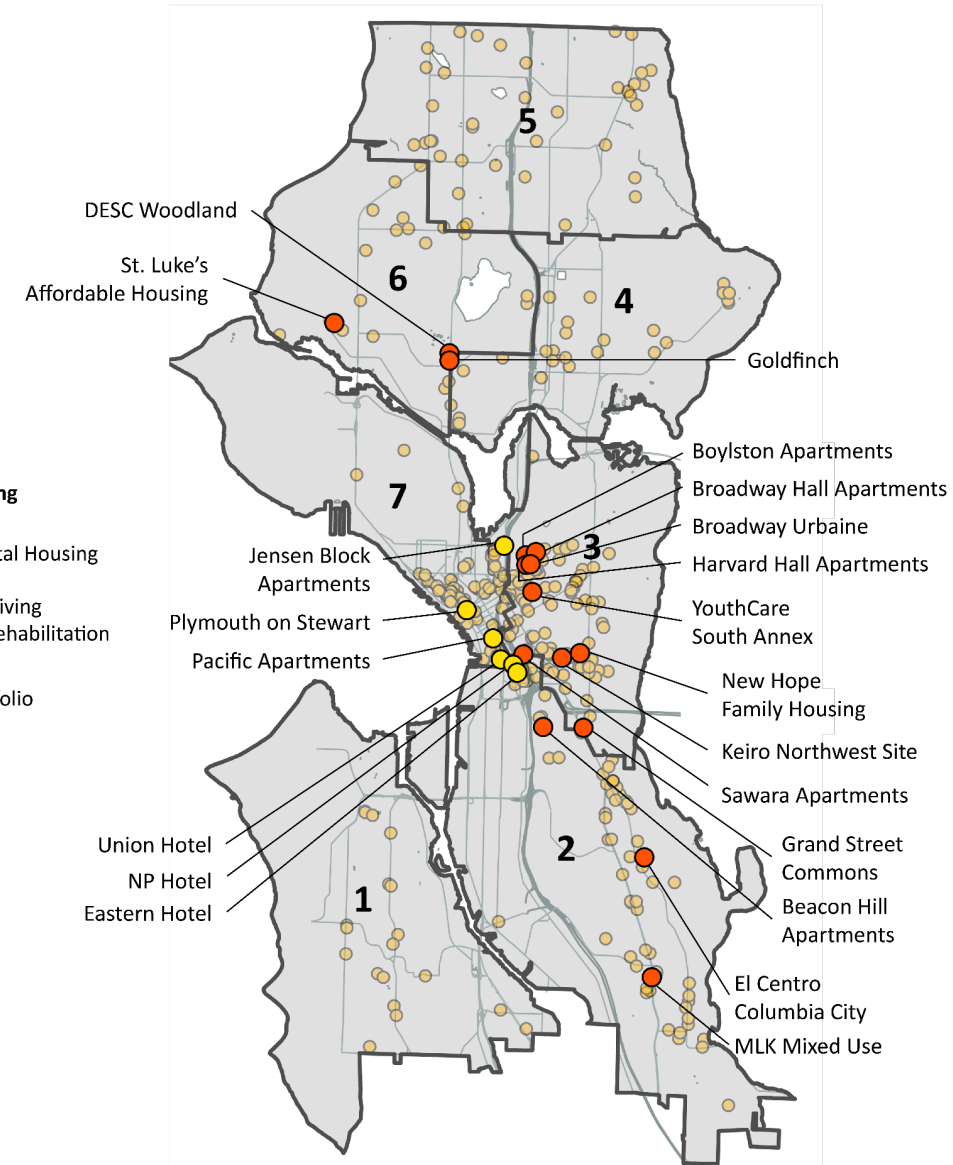 5
DESC Woodland
St. Luke’s
Affordable Housing
6
4
Goldfinch
Boylston Apartments
Broadway Hall Apartments
Broadway Urbaine
Harvard Hall Apartments
7
3
ng
tal Housing
iving
ehabilitation
olio
Jensen Block
Apartments
Plymouth on Stewart
Pacific Apartments
YouthCare
South Annex
New Hope
Family Housing
Keiro Northwest Site
Sawara Apartments
Grand Street
Commons
Beacon Hill
Apartments
Union Hotel
NP Hotel
Eastern Hotel
2
1
El Centro
Columbia City
MLK Mixed Use